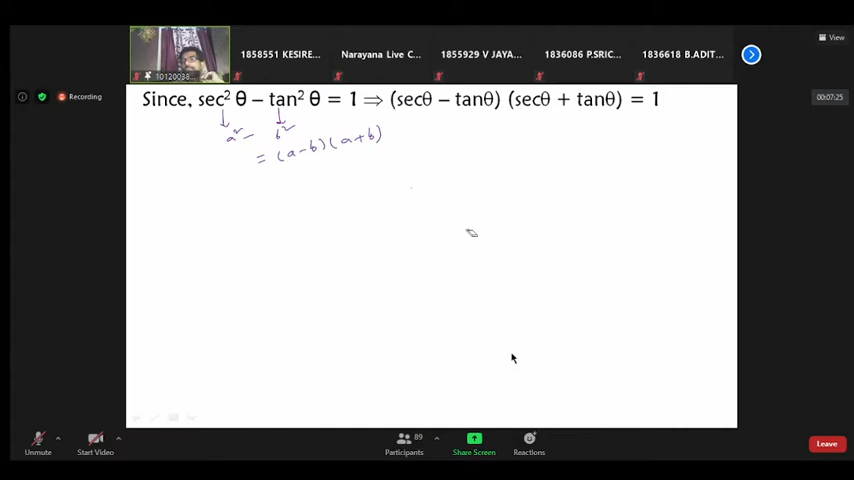 View
1858551 KESIRE...
Narayana Live C...
1855929 V JAYA...
1836086 P.SRIC...
1836618 B.ADIT...
10120038...
Recording
00:07:25
Since, sec² θ – tan² θ = 1 ⇒ (secθ – tanθ) (secθ + tanθ) = 1
a² – b²
= (a-b)(a+b)
Unmute
Start Video
Participants 89
Share Screen
Reactions
Leave